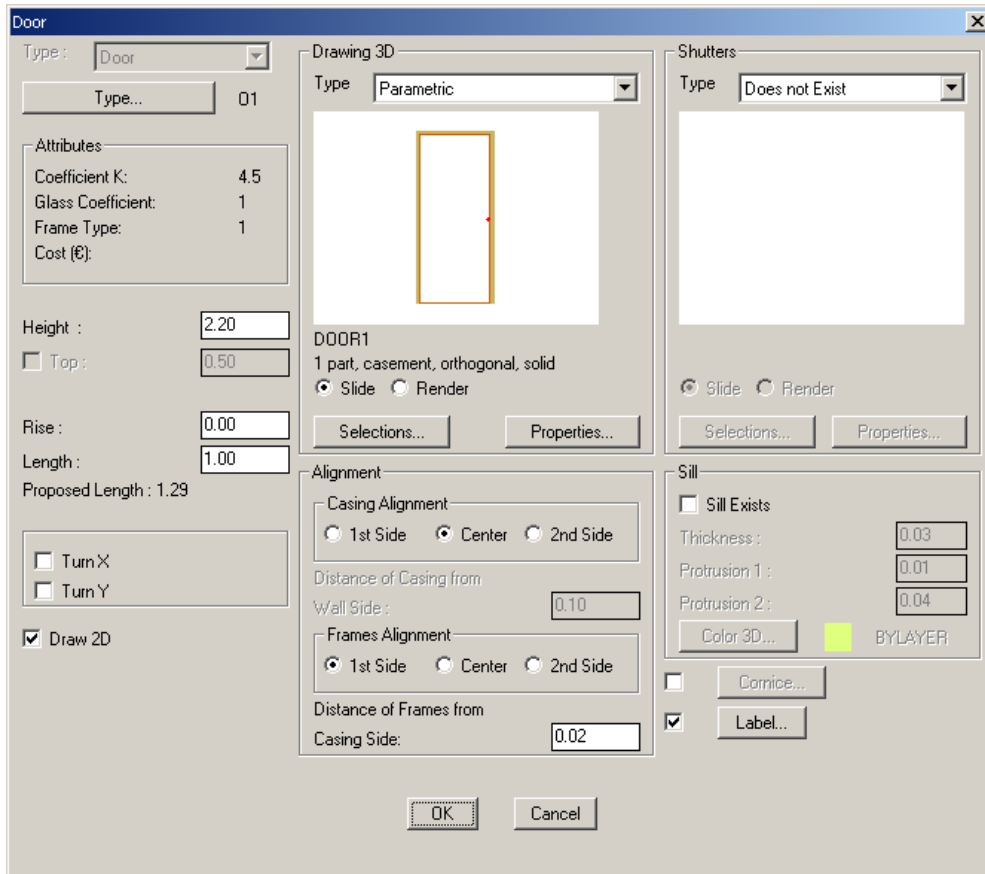 Door
Type :
Door
Type...
01
Attributes
Coefficient K: 4.5
Glass Coefficient: 1
Frame Type: 1
Cost (€):
Height : 2.20
Top : 0.50
Rise : 0.00
Length : 1.00
Proposed Length : 1.29
Turn X
Turn Y
Draw 2D
Drawing 3D
Type Parametric
DOOR1
1 part, casement, orthogonal, solid
Slide Render
Selections... Properties...
Alignment
Casing Alignment
1st Side Center 2nd Side
Distance of Casing from
Wall Side : 0.10
Frames Alignment
1st Side Center 2nd Side
Distance of Frames from
Casing Side: 0.02
Shutters
Type Does not Exist
Slide Render
Selections... Properties...
Sill
Sill Exists
Thickness : 0.03
Protrusion 1 : 0.01
Protrusion 2 : 0.04
Color 3D... BYLAYER
Cornice...
Label...
OK Cancel